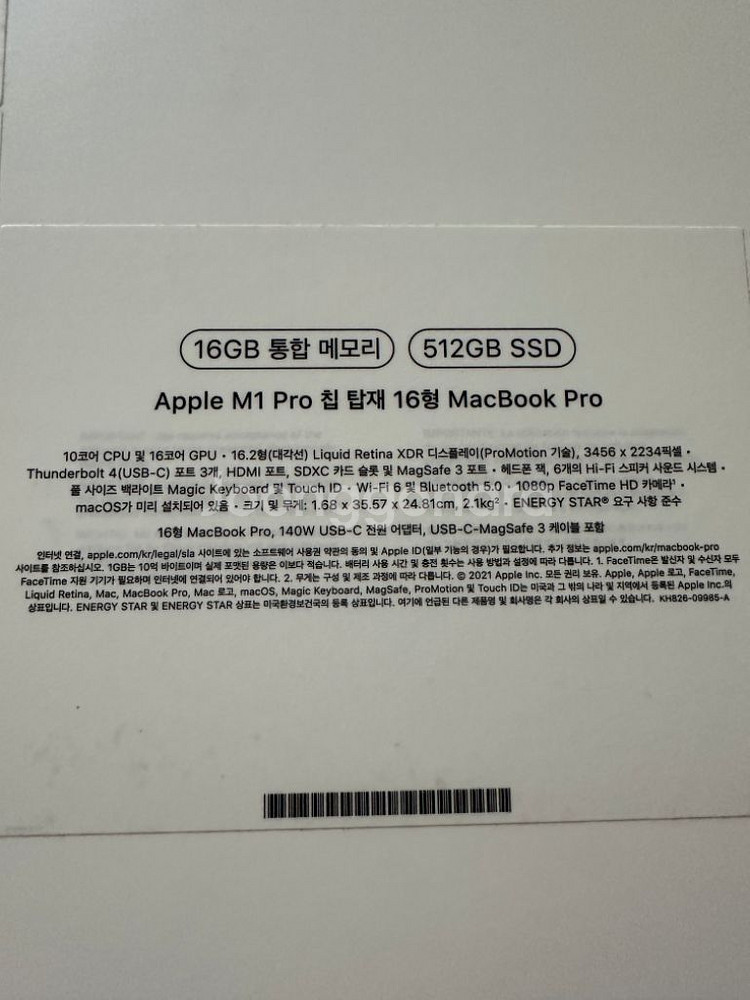 16GB 통합 메모리 512GB SSD
Apple M1 Pro 칩 탑재 16형 MacBook Pro
10코어 CPU 및 16코어 GPU • 16.2형(대각선) Liquid Retina XDR 디스플레이(ProMotion 기술), 3456 x 2234픽셀 •
Thunderbolt 4(USB-C) 포트 3개, HDMI 포트, SDXC 카드 슬롯 및 MagSafe 3 포트 • 헤드폰 잭, 6개의 Hi-Fi 스피커 사운드 시스템 •
풀 사이즈 백라이트 Magic Keyboard 및 Touch ID • Wi-Fi 6 및 Bluetooth 5.0 • 1080p FaceTime HD 카메라¹ •
macOS가 미리 설치되어 있음 • 크기 및 무게: 1.68 x 35.57 x 24.81cm, 2.1kg² • ENERGY STAR® 요구 사항 준수
16형 MacBook Pro, 140W USB-C 전원 어댑터, USB-C-MagSafe 3 케이블 포함
인터넷 연결, apple.com/kr/legal/sla 사이트에 있는 소프트웨어 사용권 약관의 동의 및 Apple ID(일부 기능의 경우)가 필요합니다. 추가 정보는 apple.com/kr/macbook-pro
사이트를 참조하십시오. 1GB는 10억 바이트이며 실제 포맷된 용량은 이보다 적습니다. 배터리 사용 시간 및 충전 횟수는 사용 방법과 설정에 따라 다릅니다. 1. FaceTime은 발신자 및 수신자 모두
FaceTime 지원 기기가 필요하며 인터넷에 연결되어 있어야 합니다. 2. 무게는 구성 및 제조 과정에 따라 다릅니다. © 2021 Apple Inc. 모든 권리 보유. Apple, Apple 로고, FaceTime,
Liquid Retina, Mac, MacBook Pro, Mac 로고, macOS, Magic Keyboard, MagSafe, ProMotion 및 Touch ID는 미국과 그 밖의 나라 및 지역에서 등록된 Apple Inc.의
상표입니다. ENERGY STAR 및 ENERGY STAR 상표는 미국환경보건국의 등록 상표입니다. 여기에 언급된 다른 제품명 및 회사명은 각 회사의 상표일 수 있습니다. KH826-09985-A